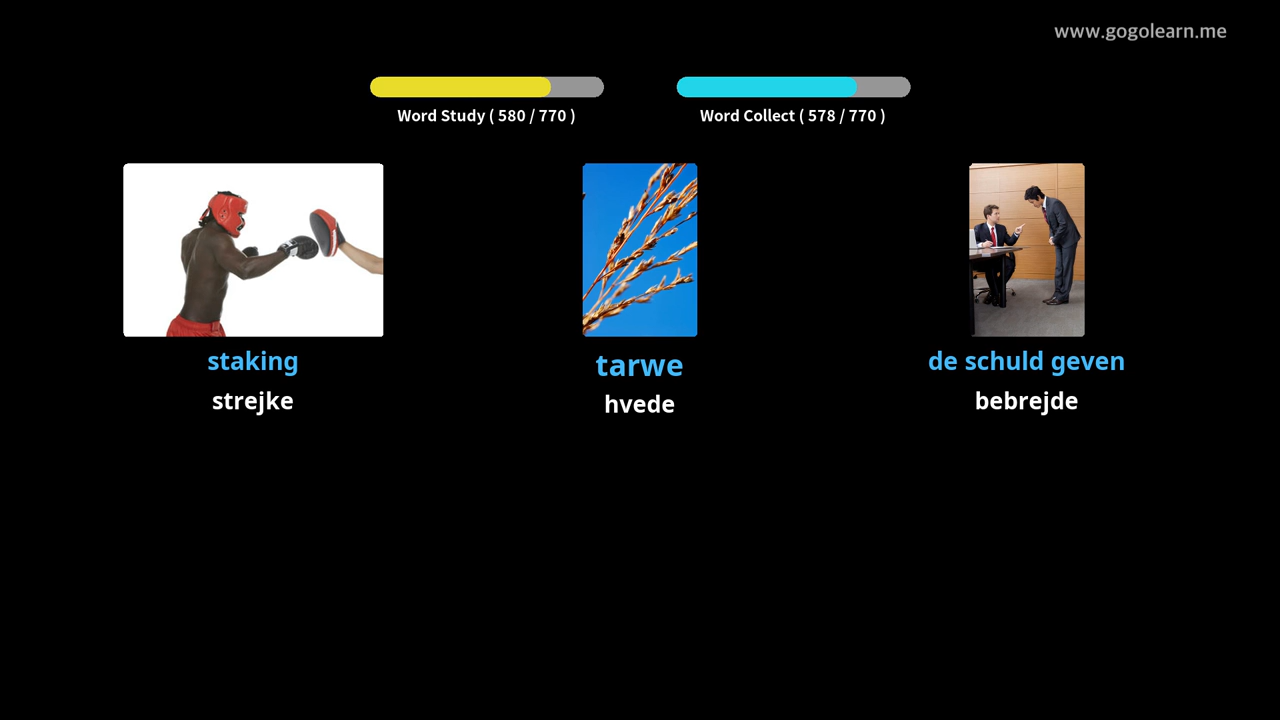 www.gogolearn.me
Word Study ( 580 / 770 )
Word Collect ( 578 / 770 )
staking
strejke
tarwe
hvede
de schuld geven
bebrejde